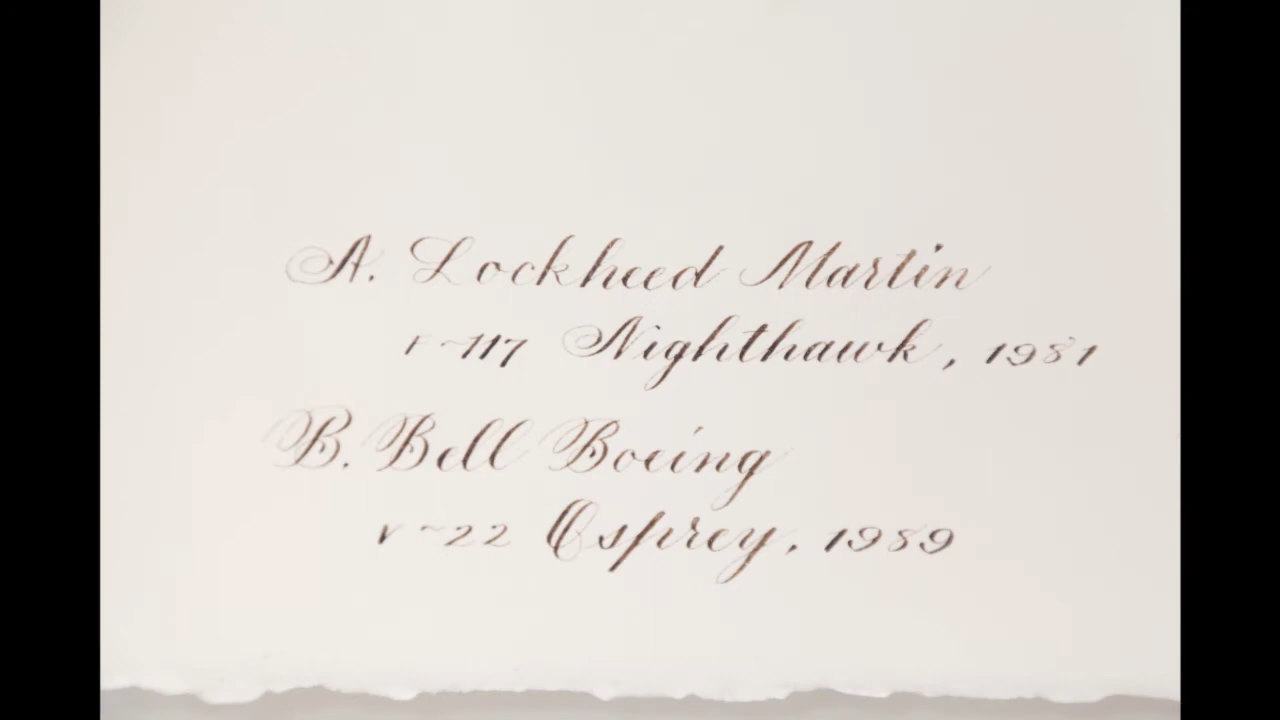 A. Lockheed Martin
F-117 Nighthawk, 1981
B. Bell Boeing
V-22 Osprey, 1989